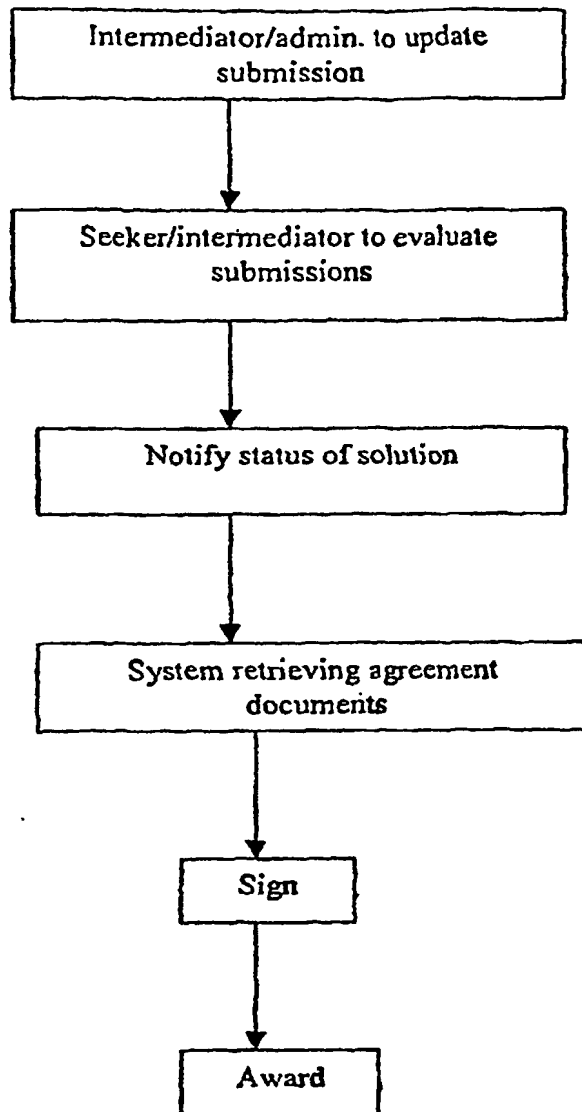 Intermediator/admin. to update
submission
Seeker/intermediator to evaluate
submissions
Notify status of solution
System retrieving agreement
documents
Sign
Award